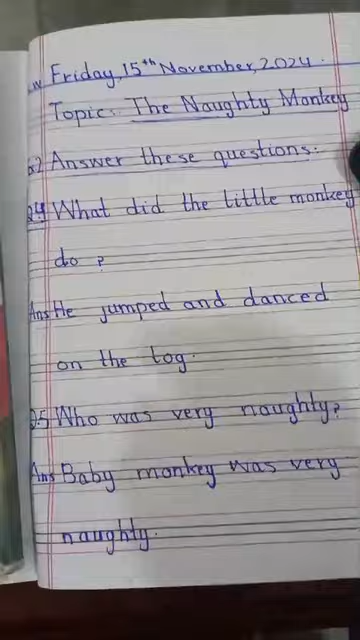 w Friday, 15th November, 2024.
Topic:- The Naughty Monkey
Q2 Answer these questions.
Q4 What did the little monkey
do ?
Ans He jumped and danced
on the log.
Q.5 Who was very naughty?
Ans Baby monkey was very
naughty.